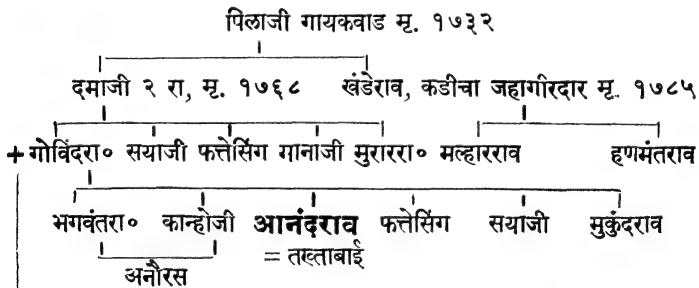 पिलाजी गायकवाड मृ. १७३२
दमाजी २ रा, मृ. १७६८ खंडेराव, कडीचा जहागीरदार मृ. १७८५
+ गोविंदरा० सयाजी फत्तेसिंग मानाजी मुराररा० मल्हारराव हणमंतराव
भगवंतरा० कान्होजी आनंदराव फत्तेसिंग सयाजी मुकुंदराव
= तख्ताबाई
अनौरस